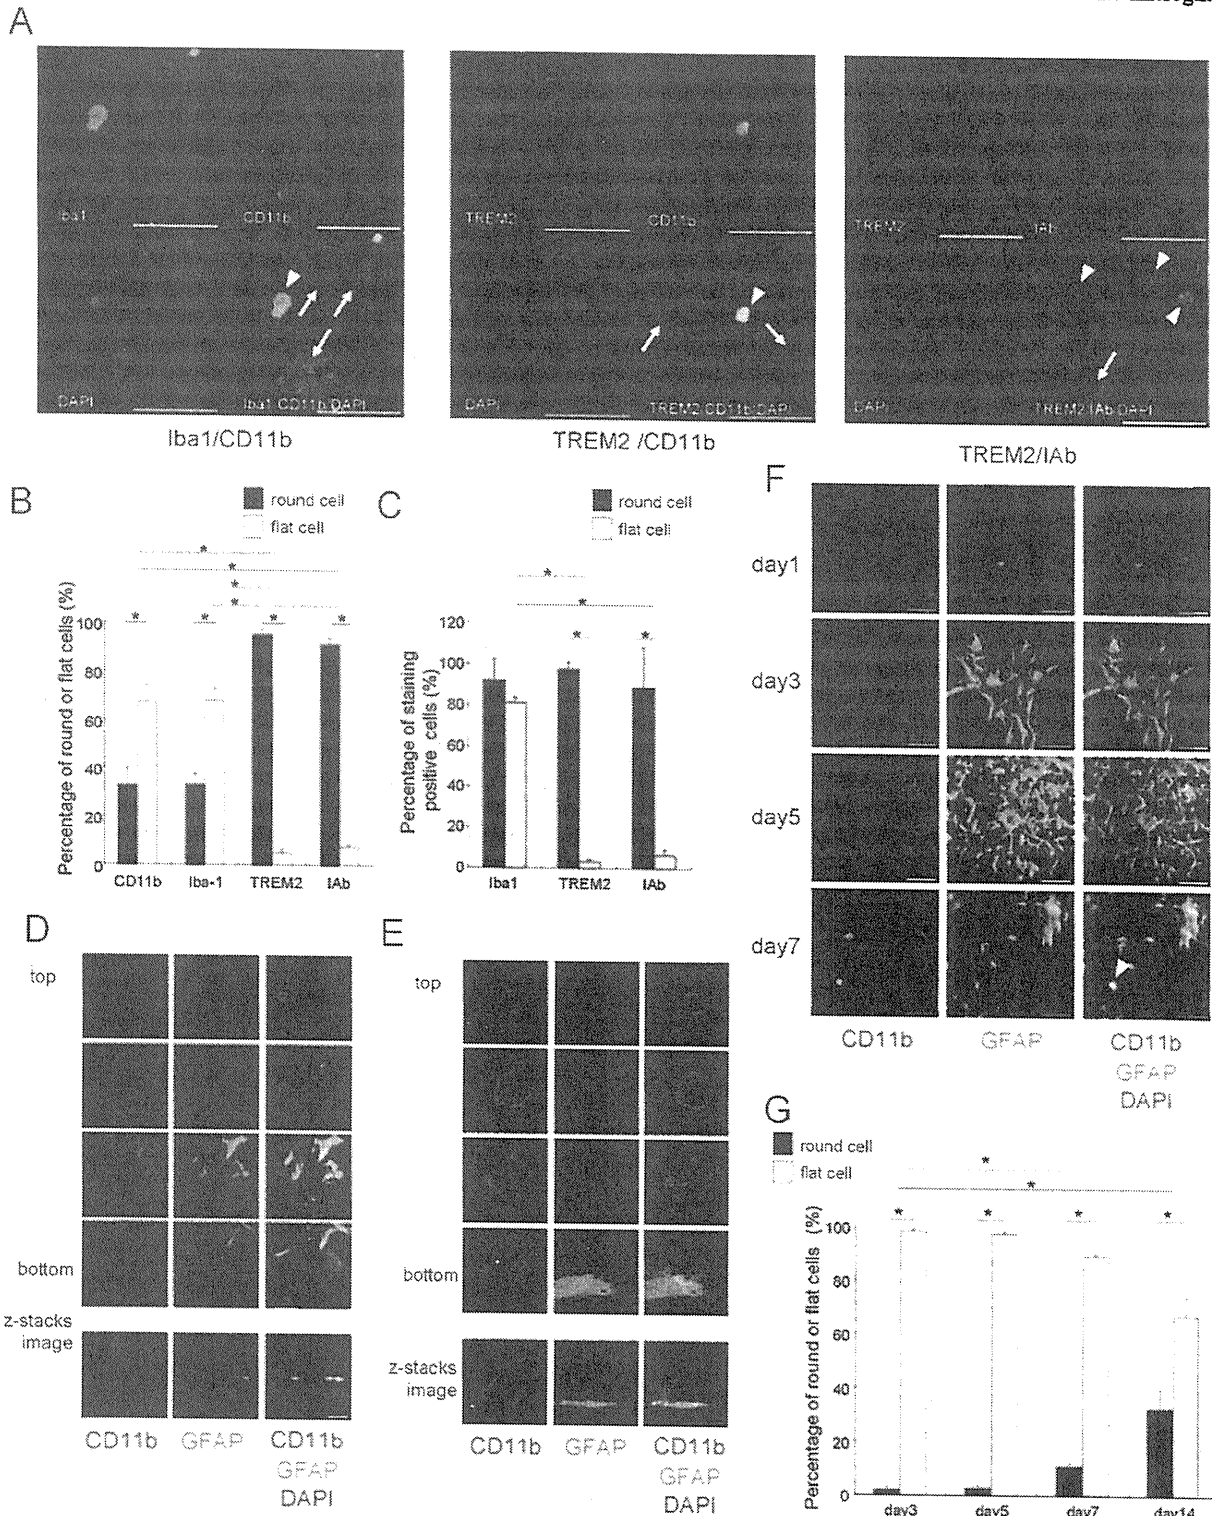 A
Iba1
CD11b
DAPI
Iba1/CD11b/DAPI
Iba1/CD11b
TREM2
CD11b
DAPI
TREM2/CD11b/DAPI
TREM2 /CD11b
TREM2
IAb
DAPI
TREM2/IAb/DAPI
TREM2/IAb
B
round cell
flat cell
Percentage of round or flat cells (%)
* * * *
* * * *
100
80
60
40
20
0
CD11b Iba-1 TREM2 IAb
C
round cell
flat cell
Percentage of staining
positive cells (%)
* *
* *
120
100
80
60
40
20
0
Iba1 TREM2 IAb
D
top
bottom
z-stacks
image
CD11b GFAP CD11b
GFAP
DAPI
E
top
bottom
z-stacks
image
CD11b GFAP CD11b
GFAP
DAPI
F
day1
day3
day5
day7
CD11b GFAP CD11b
GFAP
DAPI
G
round cell
flat cell
Percentage of round or flat cells (%)
*
*
* * * *
100
80
60
40
20
0
day3 day5 day7 day14